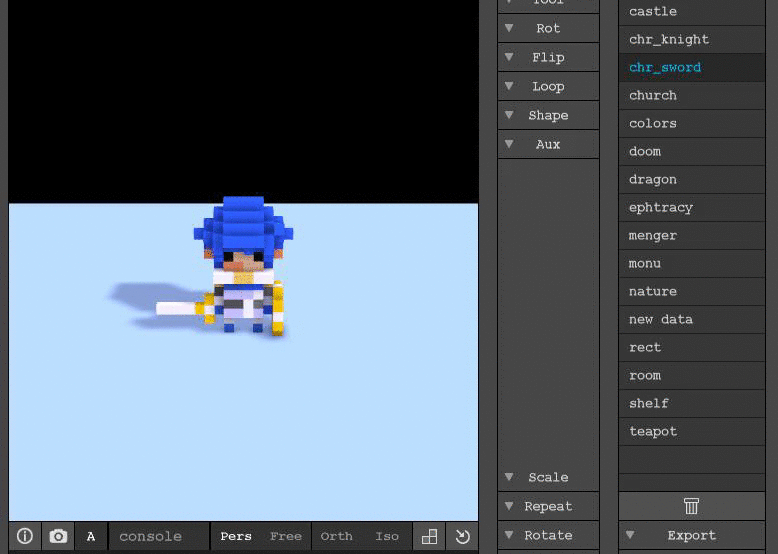 Tool
Rot
Flip
Loop
Shape
Aux
Scale
Repeat
Rotate
castle
chr_knight
chr_sword
church
colors
doom
dragon
ephtracy
menger
monu
nature
new data
rect
room
shelf
teapot
Export
A console Pers Free Orth Iso